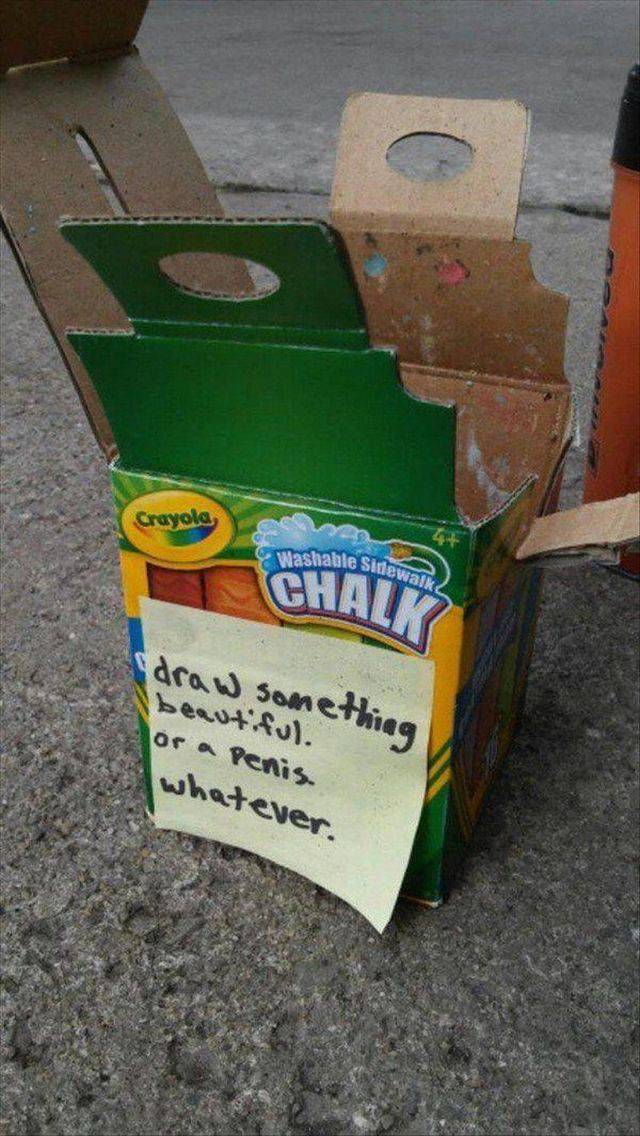 Crayola
4+
Washable Sidewalk
CHALK
draw something
beautiful.
or a penis.
whatever.